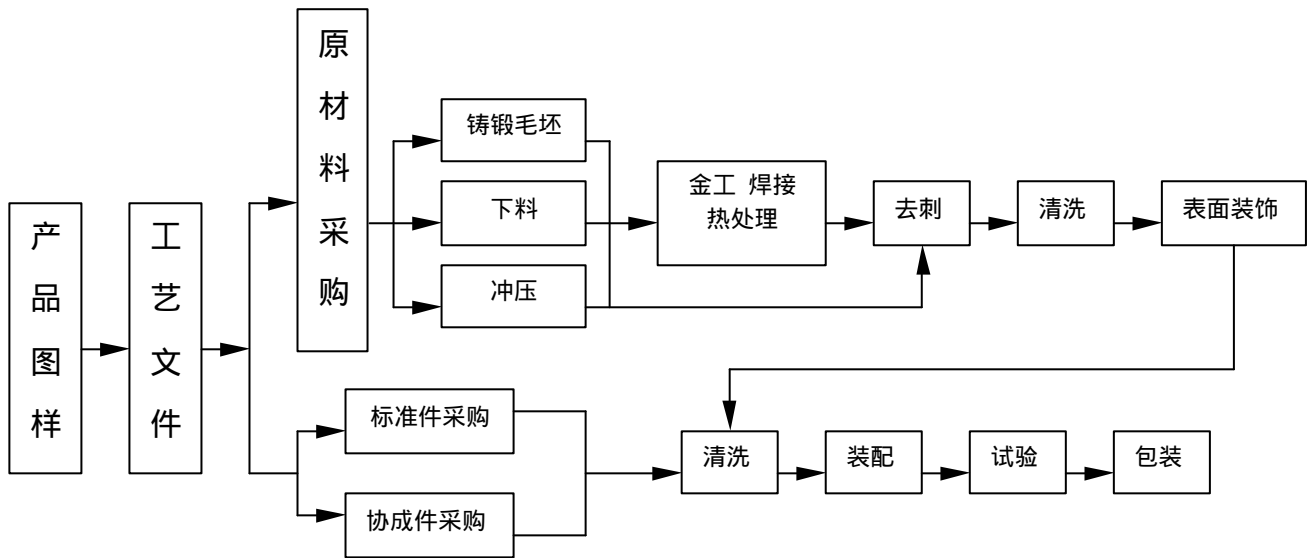 产品图样
工艺文件
原材料采购
铸锻毛坯
下料
冲压
金工 焊接
热处理
去刺
清洗
表面装饰
标准件采购
协成件采购
清洗
装配
试验
包装